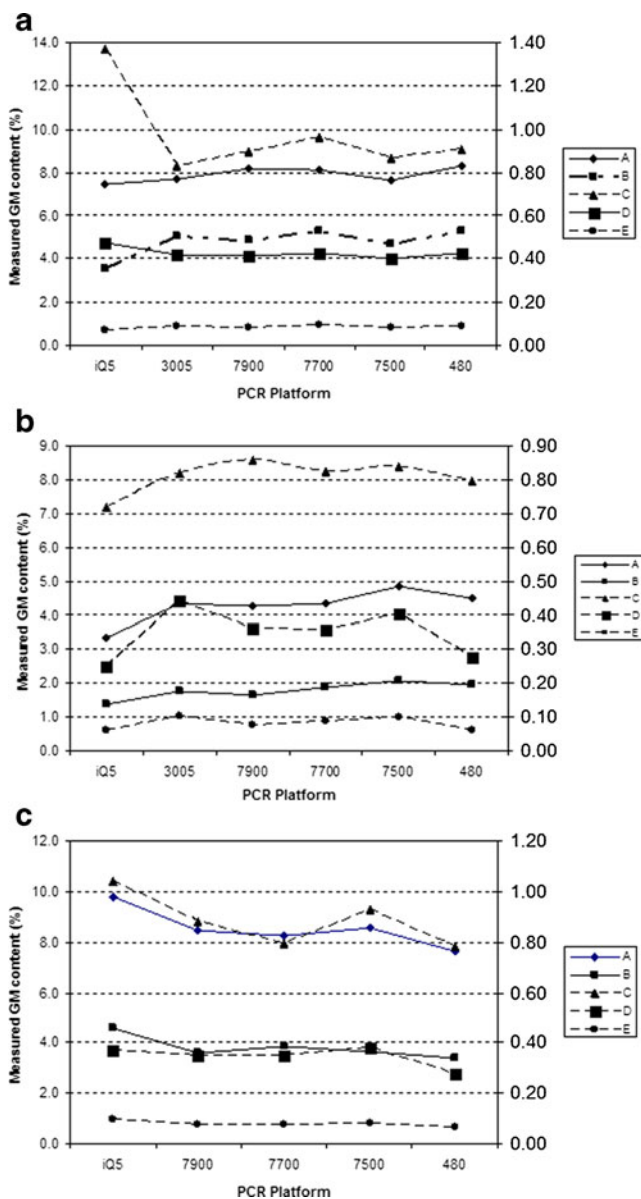 a
14.0
12.0
10.0
8.0
6.0
4.0
2.0
0.0
Measured GM content (%)
1.40
1.20
1.00
0.80
0.60
0.40
0.20
0.00
iQ5 3005 7900 7700 7500 480
PCR Platform
A
B
C
D
E
b
9.0
8.0
7.0
6.0
5.0
4.0
3.0
2.0
1.0
0.0
Measured GM content (%)
0.90
0.80
0.70
0.60
0.50
0.40
0.30
0.20
0.10
0.00
iQ5 3005 7900 7700 7500 480
PCR Platform
A
B
C
D
E
c
12.0
10.0
8.0
6.0
4.0
2.0
0.0
Measured GM content (%)
1.20
1.00
0.80
0.60
0.40
0.20
0.00
iQ5 7900 7700 7500 480
PCR Platform
A
B
C
D
E